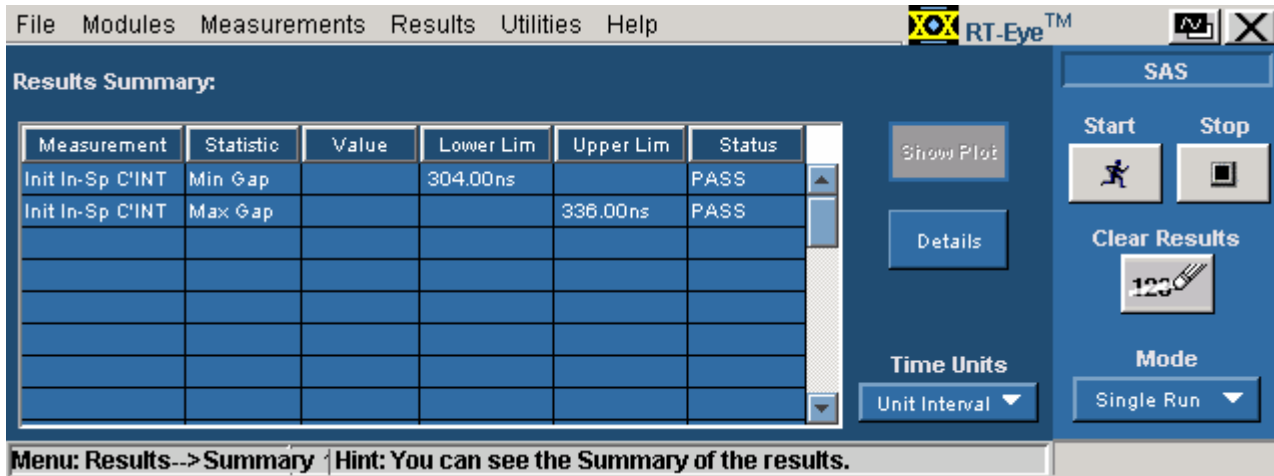 File Modules Measurements Results Utilities Help RT-Eye™
Results Summary:
Measurement Statistic Value Lower Lim Upper Lim Status
Init In-Sp C'INT Min Gap 304.00ns PASS
Init In-Sp C'INT Max Gap 336.00ns PASS
Show Plot
Details
Time Units
Unit Interval
SAS
Start Stop
Clear Results
123
Mode
Single Run
Menu: Results-->Summary Hint: You can see the Summary of the results.